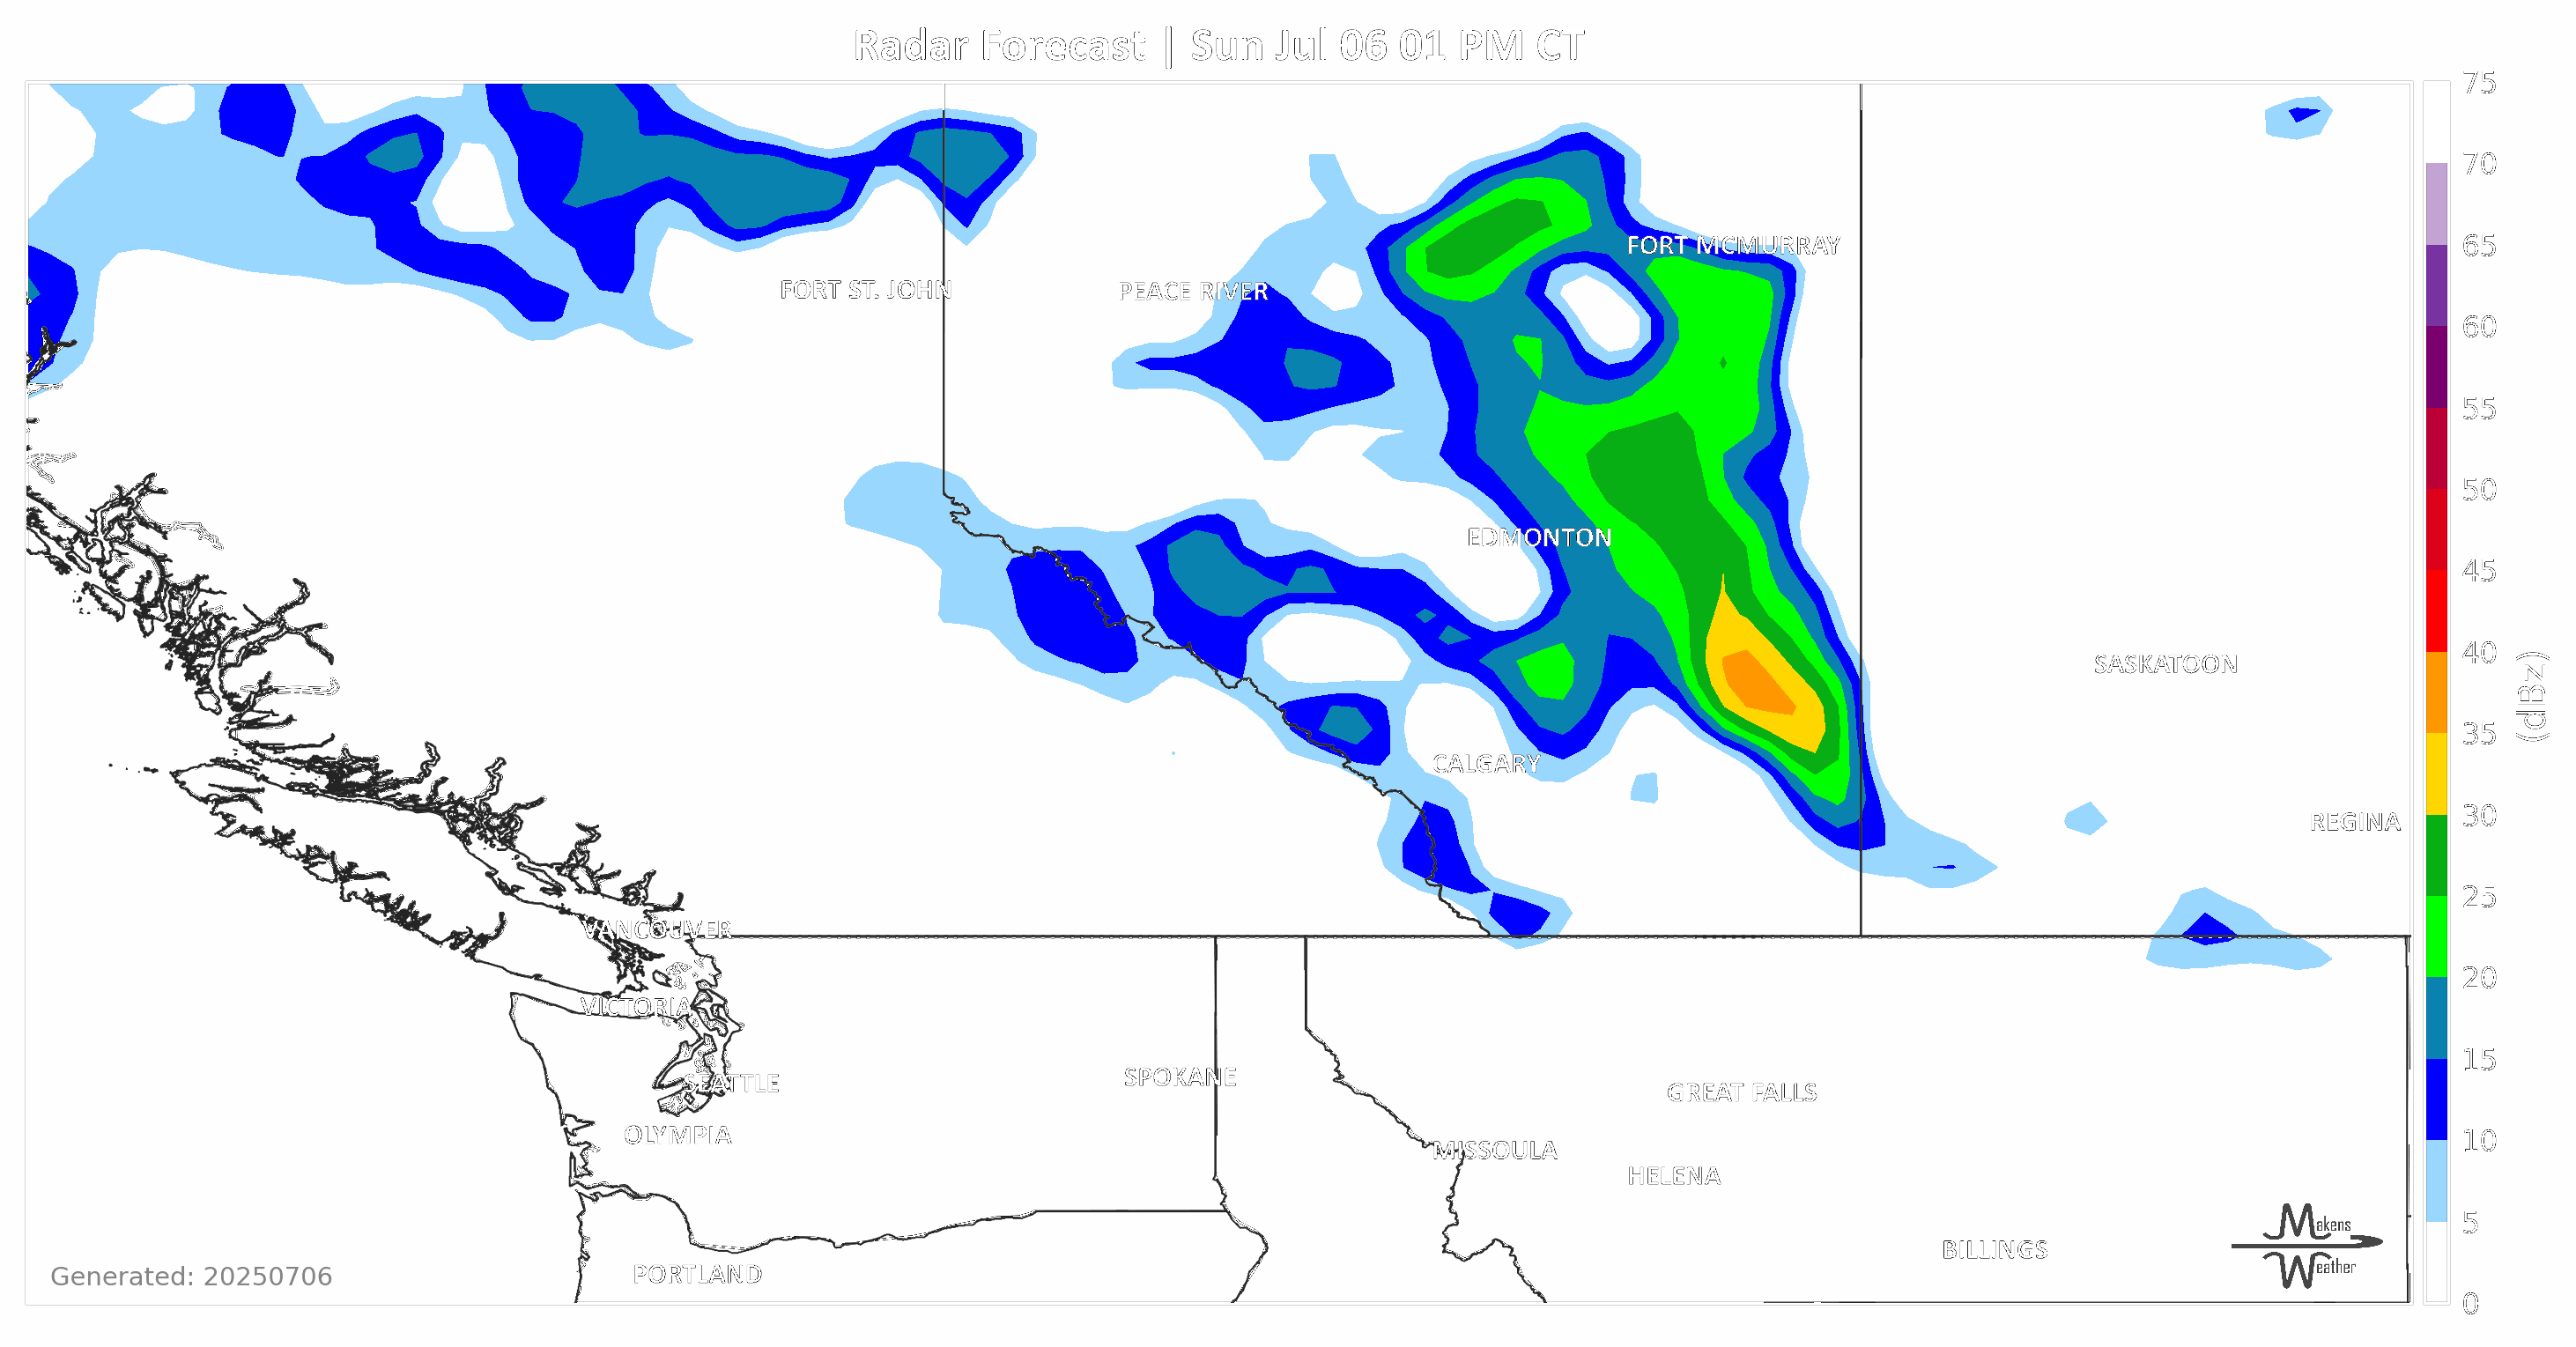 Radar Forecast | Sun Jul 06 01 PM CT
75
70
65
60
55
50
45
40
35
30
25
20
15
10
5
0
(dBz)
FORT MCMURRAY
FORT ST. JOHN
PEACE RIVER
EDMONTON
SASKATOON
CALGARY
REGINA
VANCOUVER
VICTORIA
SEATTLE
SPOKANE
GREAT FALLS
OLYMPIA
MISSOULA
HELENA
BILLINGS
PORTLAND
Makens
Weather
Generated: 20250706